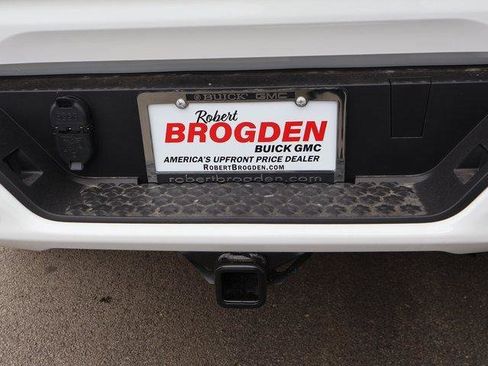 BUICK GMC
Robert
BROGDEN
BUICK GMC
AMERICA'S UPFRONT PRICE DEALER
ROBERTBROGDEN.COM
robertbrogden.com